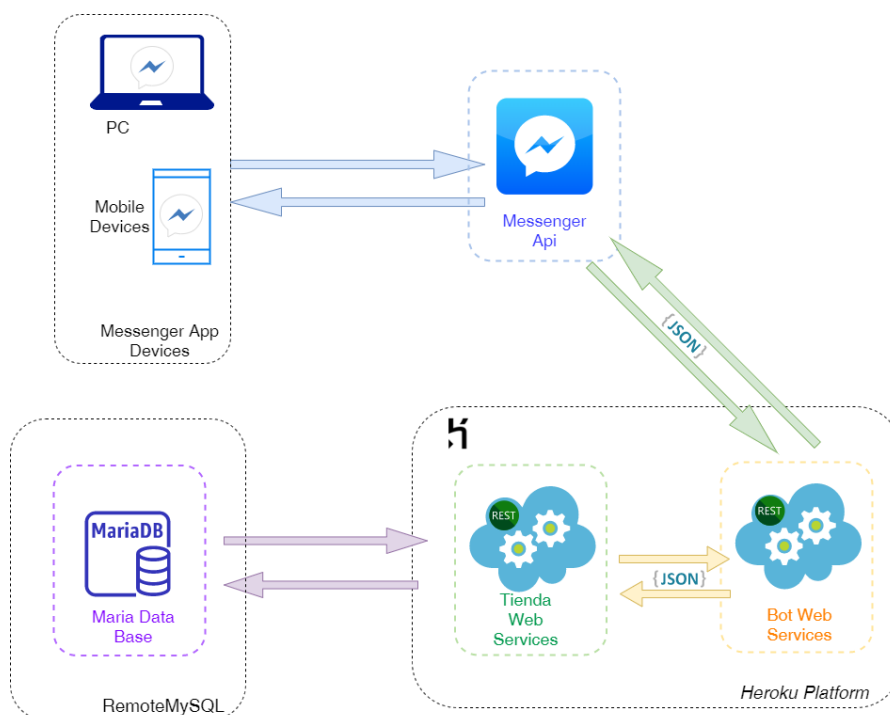 PC
Mobile
Devices
Messenger App
Devices
Messenger
Api
{JSON}
MariaDB
Maria Data
Base
RemoteMySQL
REST
Tienda
Web
Services
{JSON}
REST
Bot Web
Services
Heroku Platform